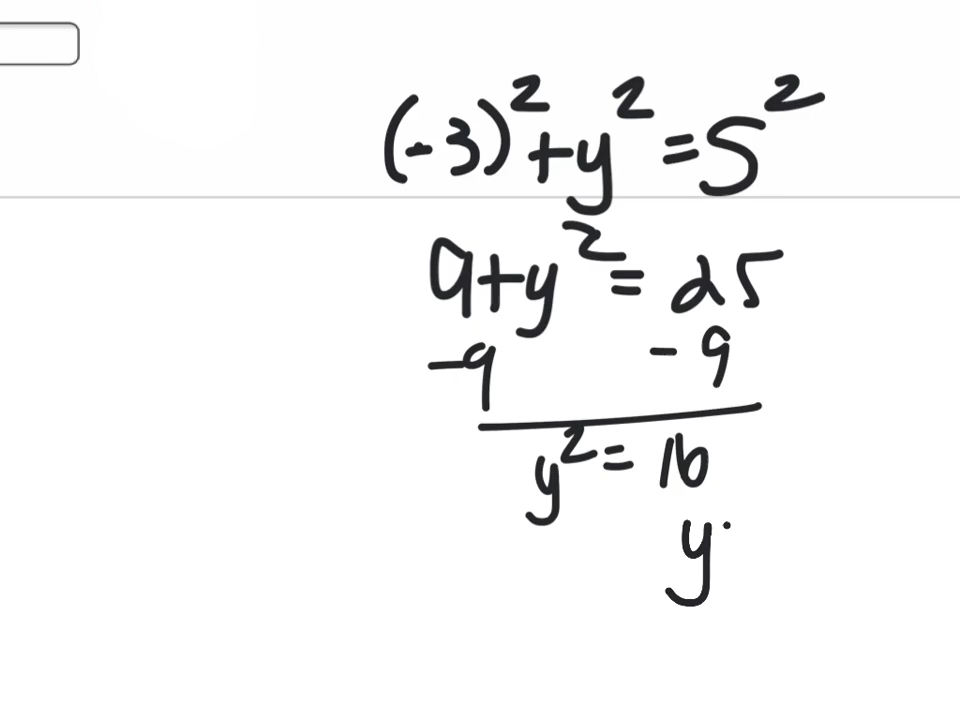 (-3)² + y² = 5²
9 + y² = 25
-9 -9
y² = 16
y